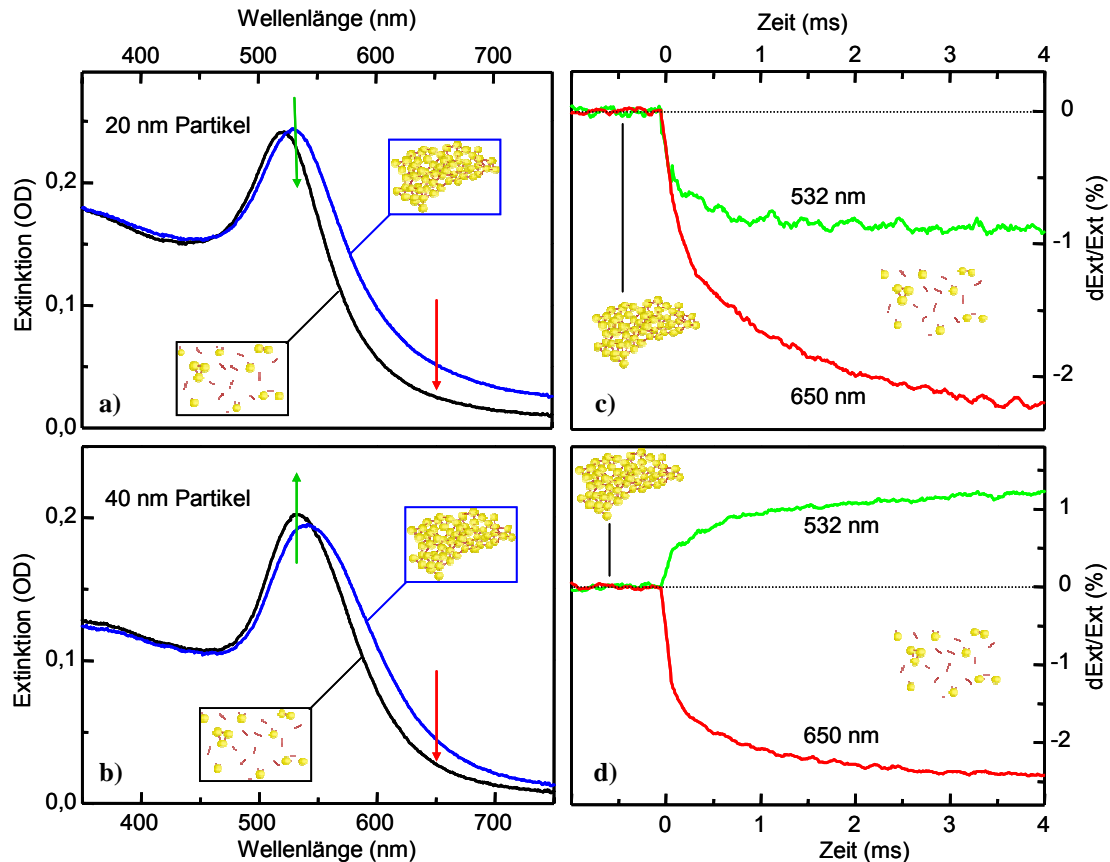 Wellenlänge (nm)
400 500 600 700
Extinktion (OD)
0,2
0,1
0,0
20 nm Partikel
a)
Zeit (ms)
0 1 2 3 4
0
-1
-2
dExt/Ext (%)
532 nm
650 nm
c)
Extinktion (OD)
0,2
0,1
0,0
40 nm Partikel
b)
400 500 600 700
Wellenlänge (nm)
1
0
-1
-2
dExt/Ext (%)
532 nm
650 nm
d)
0 1 2 3 4
Zeit (ms)